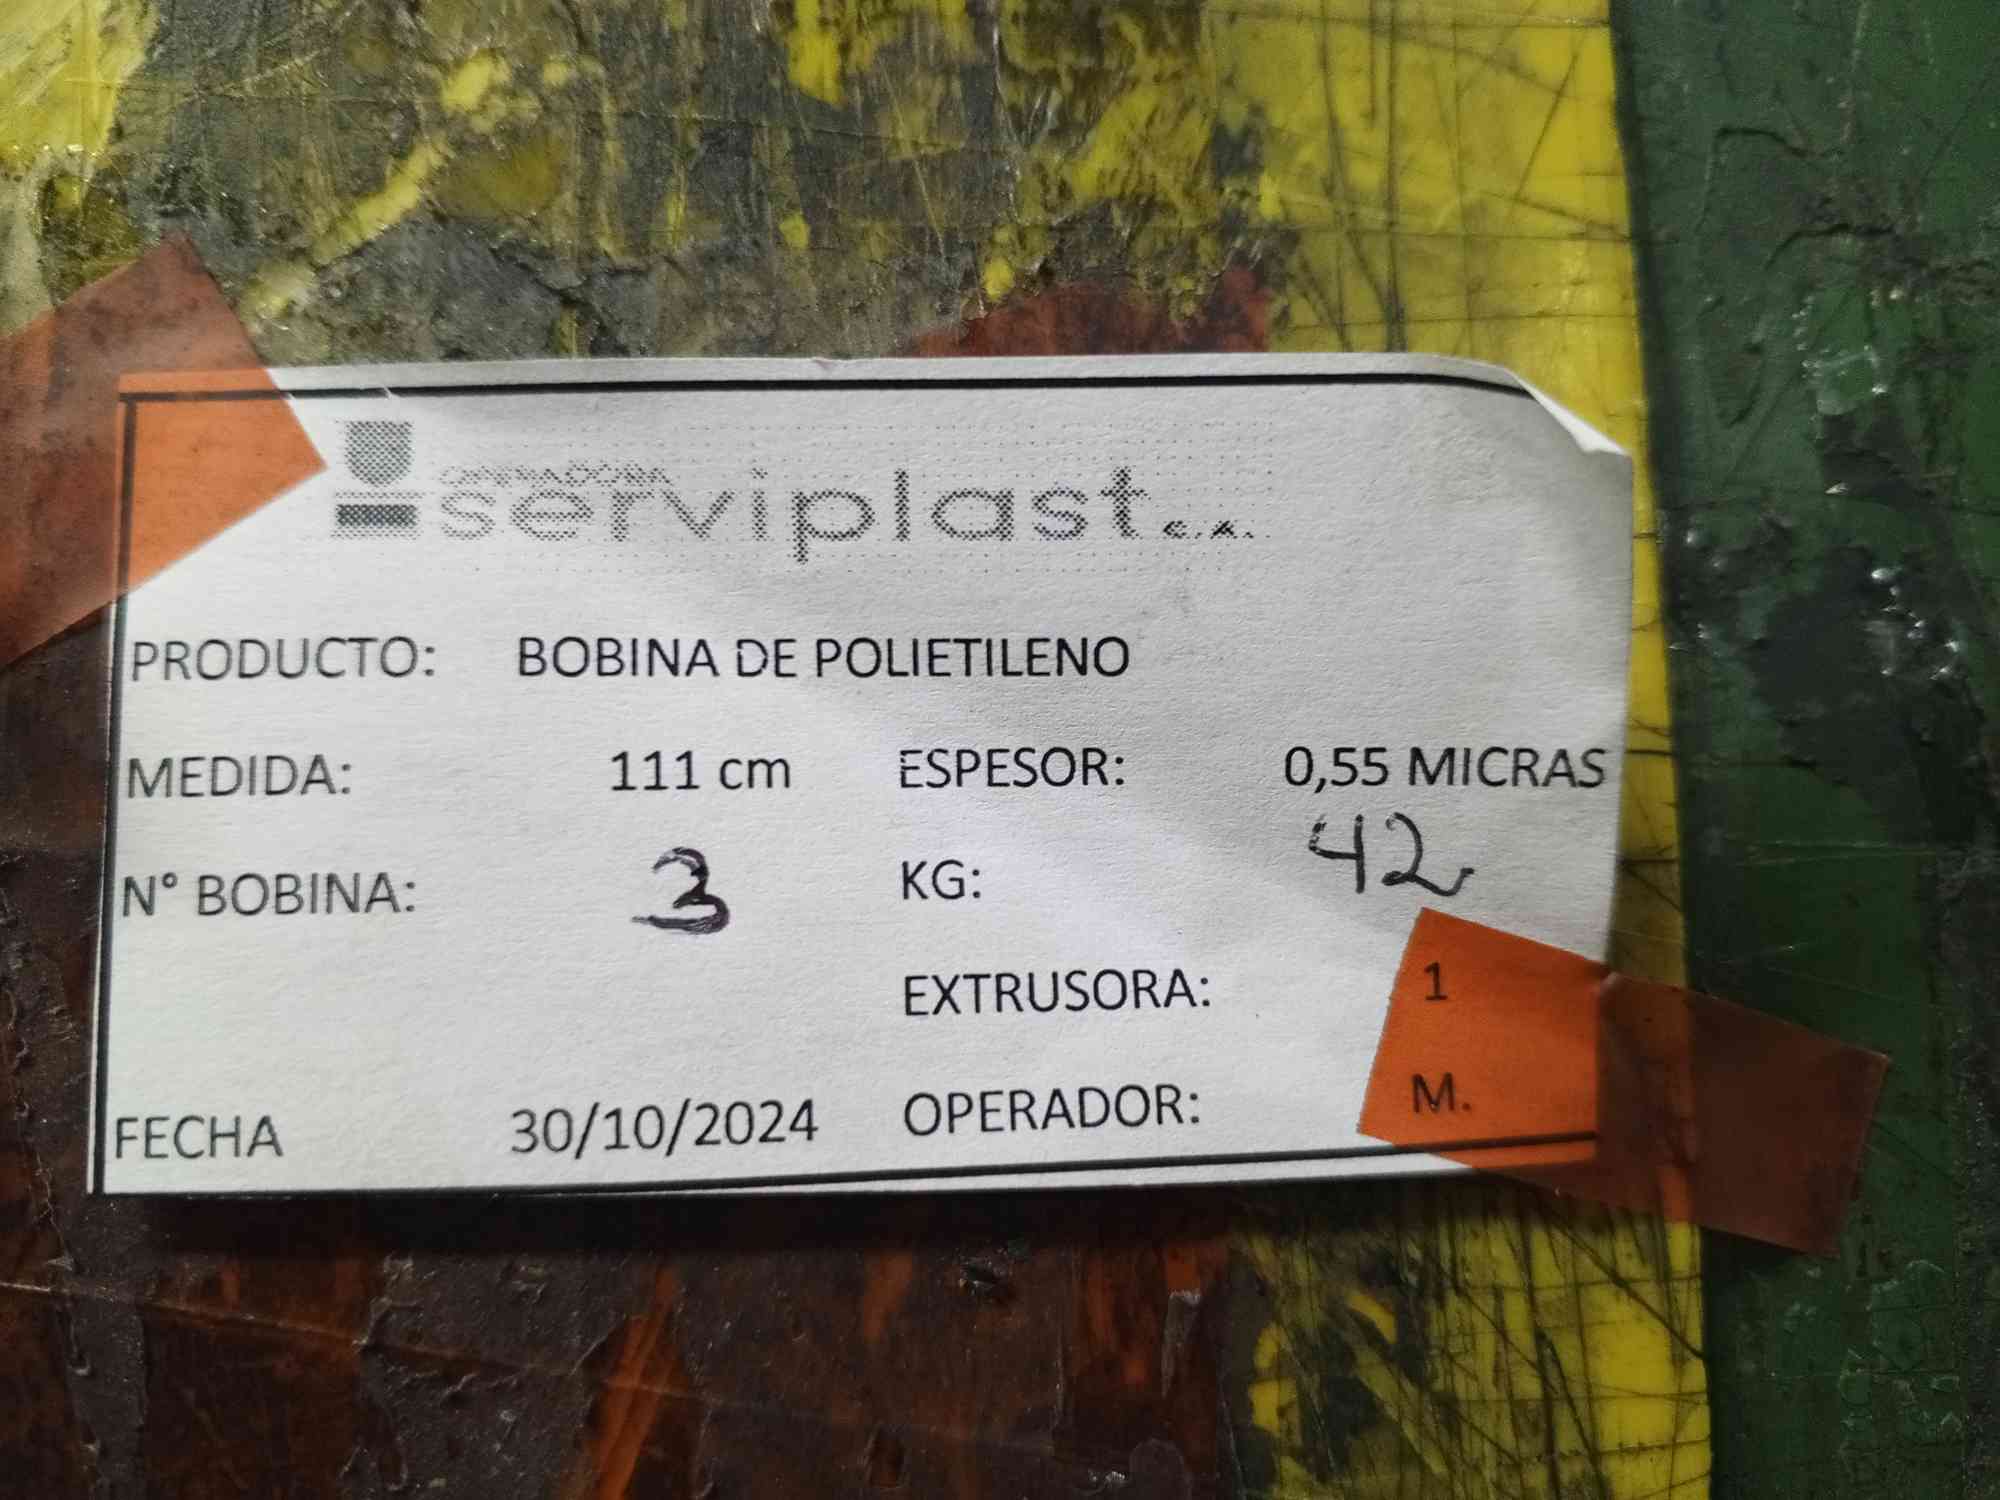 serviplast C.A.
PRODUCTO: BOBINA DE POLIETILENO
MEDIDA: 111 cm ESPESOR: 0,55 MICRAS
N° BOBINA: 3 KG: 42
EXTRUSORA: 1
FECHA 30/10/2024 OPERADOR: M.